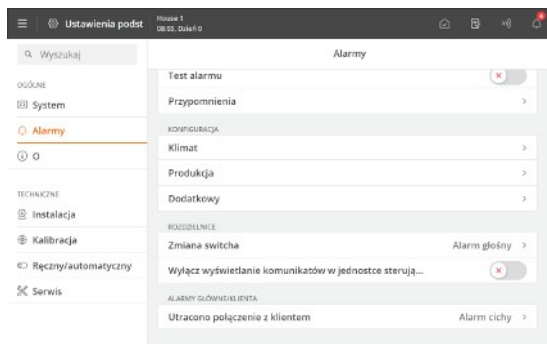 Ustawienia podst
House 1
08:03, Dzień 0
4
Wyszukaj
OGÓLNE
System
Alarmy
O
TECHNICZNE
Instalacja
Kalibracja
Ręczny/automatyczny
Serwis
Alarmy
Test alarmu
Przypomnienia
KONFIGURACJA
Klimat
Produkcja
Dodatkowy
ROZDZIELNICE
Zmiana switcha
Alarm głośny
Wyłącz wyświetlanie komunikatów w jednostce sterują...
ALARMY GŁÓWNE/KLIENTA
Utracono połączenie z klientem
Alarm cichy